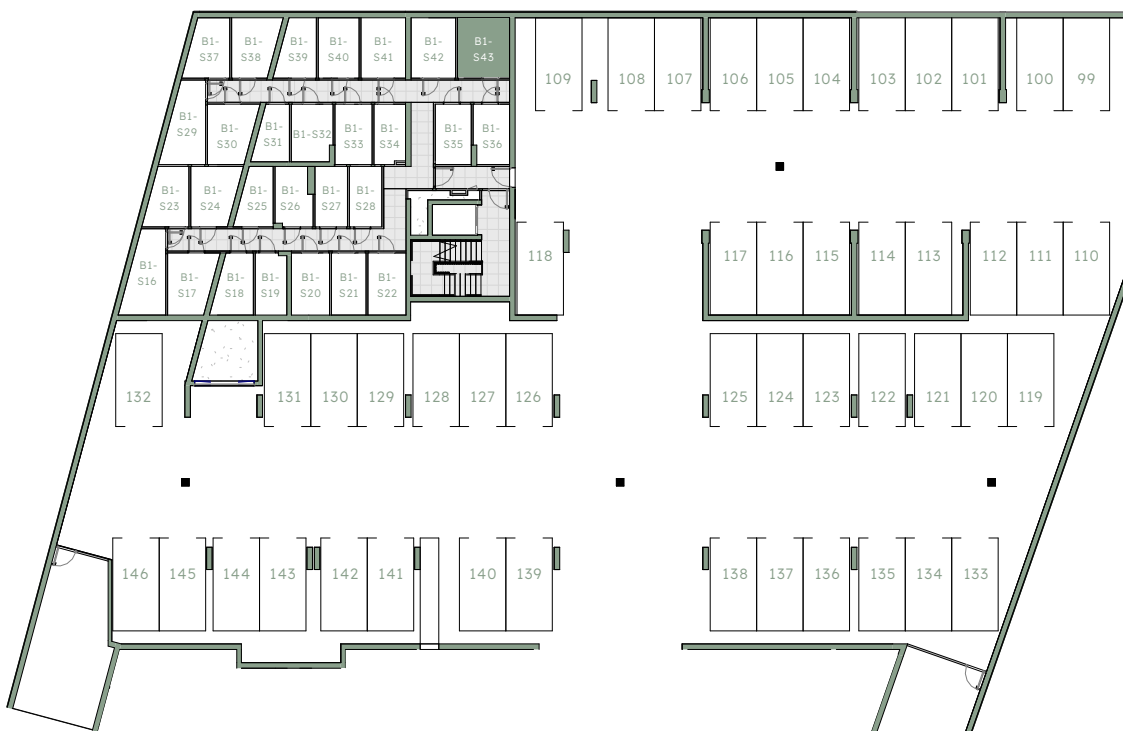 B1-
S37
B1-
S38
B1-
S39
B1-
S40
B1-
S41
B1-
S42
B1-
S43
109
108
107
106
105
104
103
102
101
100
99
B1-
S29
B1-
S30
B1-
S31
B1-S32
B1-
S33
B1-
S34
B1-
S35
B1-
S36
B1-
S23
B1-
S24
B1-
S25
B1-
S26
B1-
S27
B1-
S28
B1-
S16
B1-
S17
B1-
S18
B1-
S19
B1-
S20
B1-
S21
B1-
S22
118
117
116
115
114
113
112
111
110
132
131
130
129
128
127
126
125
124
123
122
121
120
119
146
145
144
143
142
141
140
139
138
137
136
135
134
133